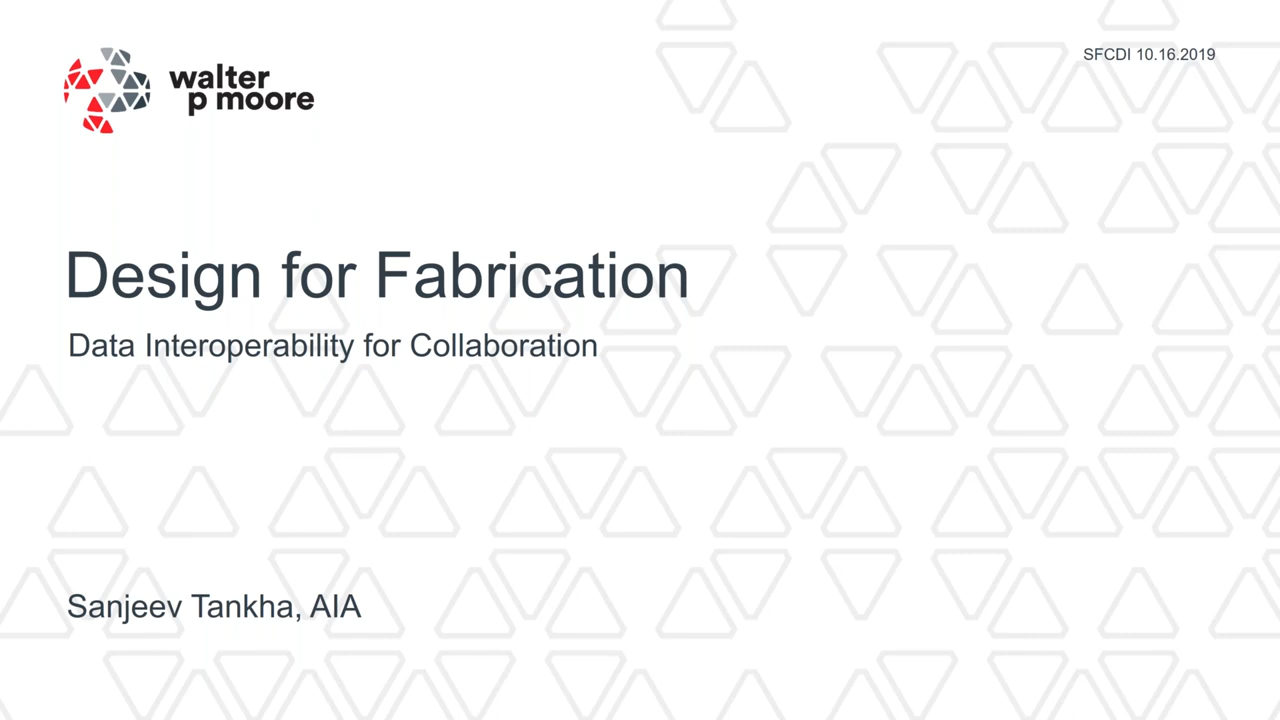 walter
p moore
SFCDI 10.16.2019
Design for Fabrication
Data Interoperability for Collaboration
Sanjeev Tankha, AIA